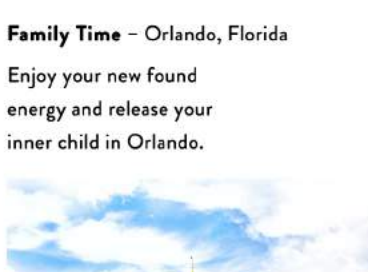 Family Time – Orlando, Florida
Enjoy your new found
energy and release your
inner child in Orlando.